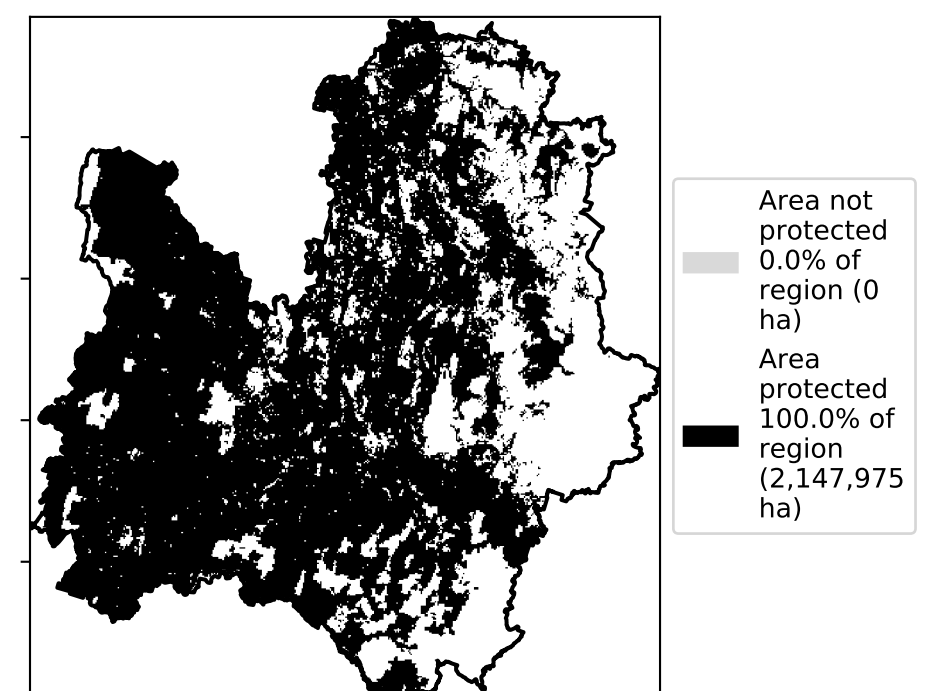 Area not
protected
0.0% of
region (0
ha)
Area
protected
100.0% of
region
(2,147,975
ha)